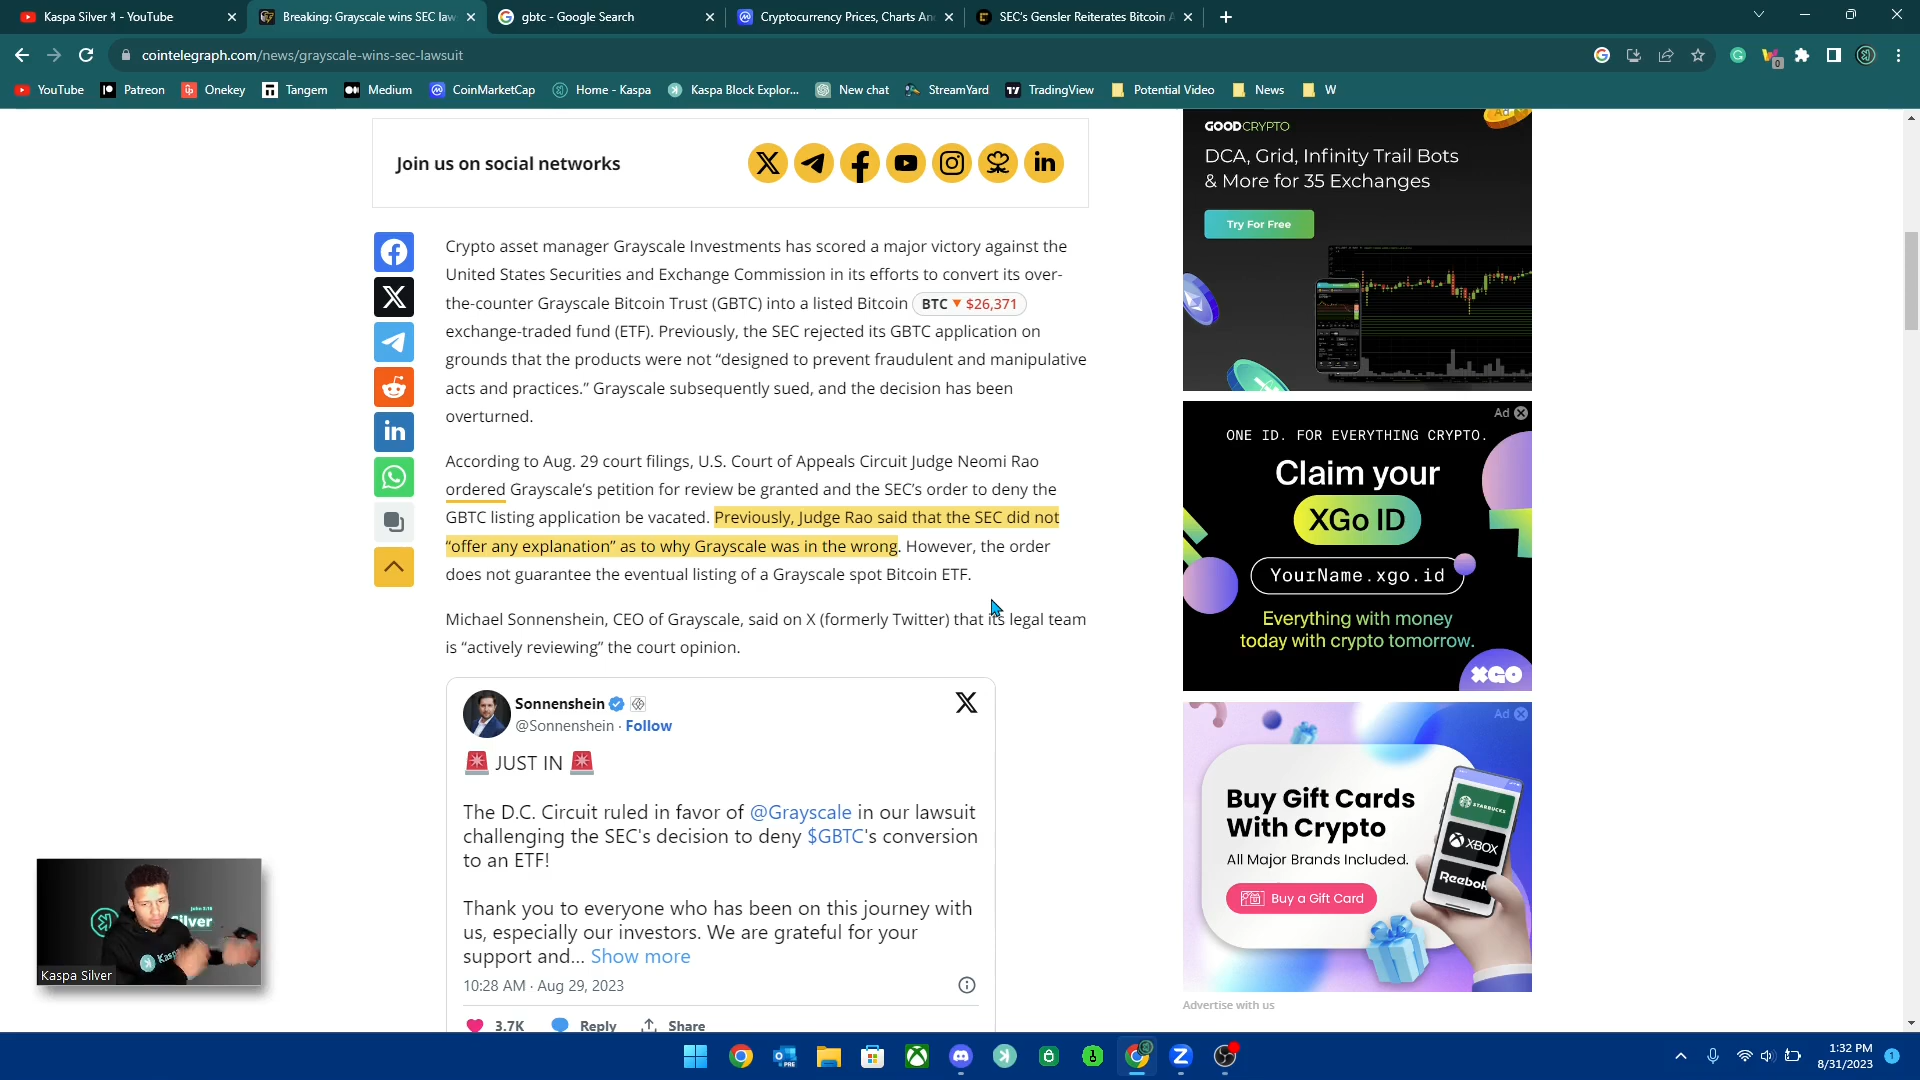 Kaspa Silver
Breaking: Grayscale wins SEC law
gbtc - Google Search
Cryptocurrency Prices, Charts An
SEC's Gensler Reiterates Bitcoin A
cointelegraph.com/news/grayscale-wins-sec-lawsuit
YouTube
Patreon
Onekey
Tangem
Medium
CoinMarketCap
Home - Kaspa
Kaspa Block Explor...
New chat
StreamYard
TradingView
Potential Video
News
W
Join us on social networks
Crypto asset manager Grayscale Investments has scored a major victory against the
United States Securities and Exchange Commission in its efforts to convert its over-
the-counter Grayscale Bitcoin Trust (GBTC) into a listed Bitcoin BTC ▼ $26,371
exchange-traded fund (ETF). Previously, the SEC rejected its GBTC application on
grounds that the products were not “designed to prevent fraudulent and manipulative
acts and practices.” Grayscale subsequently sued, and the decision has been
overturned.
According to Aug. 29 court filings, U.S. Court of Appeals Circuit Judge Neomi Rao
ordered Grayscale’s petition for review be granted and the SEC’s order to deny the
GBTC listing application be vacated. Previously, Judge Rao said that the SEC did not
“offer any explanation” as to why Grayscale was in the wrong. However, the order
does not guarantee the eventual listing of a Grayscale spot Bitcoin ETF.
Michael Sonnenshein, CEO of Grayscale, said on X (formerly Twitter) that its legal team
is “actively reviewing” the court opinion.
Sonnenshein
@Sonnenshein · Follow
🚨 JUST IN 🚨
The D.C. Circuit ruled in favor of @Grayscale in our lawsuit
challenging the SEC's decision to deny $GBTC's conversion
to an ETF!
Thank you to everyone who has been on this journey with
us, especially our investors. We are grateful for your
support and... Show more
10:28 AM · Aug 29, 2023
3.7K Reply Share
GOODCRYPTO
DCA, Grid, Infinity Trail Bots
& More for 35 Exchanges
Try For Free
Ad
ONE ID. FOR EVERYTHING CRYPTO.
Claim your
XGo ID
YourName.xgo.id
Everything with money
today with crypto tomorrow.
XGO
Ad
Buy Gift Cards
With Crypto
All Major Brands Included.
Buy a Gift Card
STARBUCKS
XBOX
Reebok
Advertise with us
John 3:16
Silver
Kaspa
Kaspa Silver
1:32 PM
8/31/2023